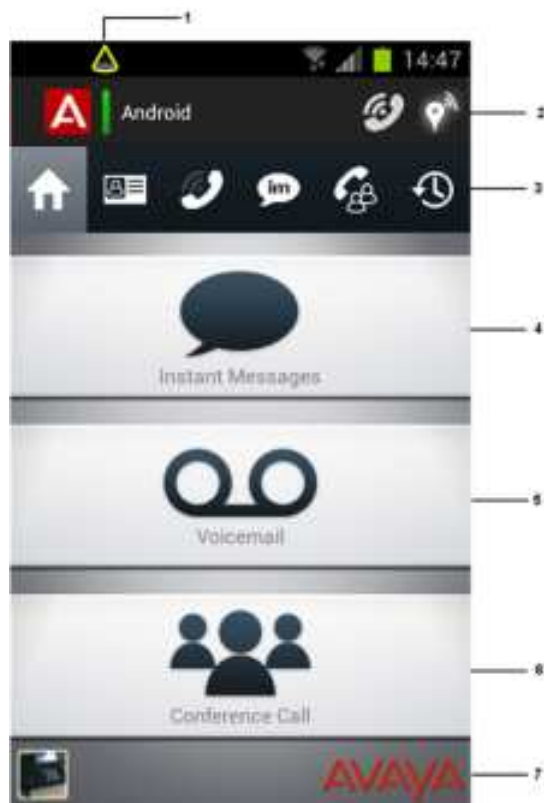 1
14:47
A Android
2
im
3
Instant Messages
4
Voicemail
5
Conference Call
6
AVAYA
7